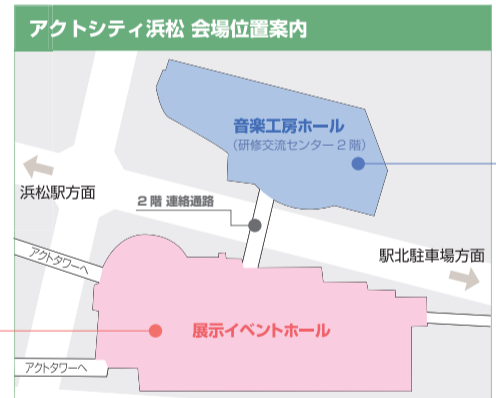 アクトシティ浜松 会場位置案内
音楽工房ホール
（研修交流センター２階）
浜松駅方面
２階 連絡通路
駅北駐車場方面
アクトタワーへ
展示イベントホール
アクトタワーへ